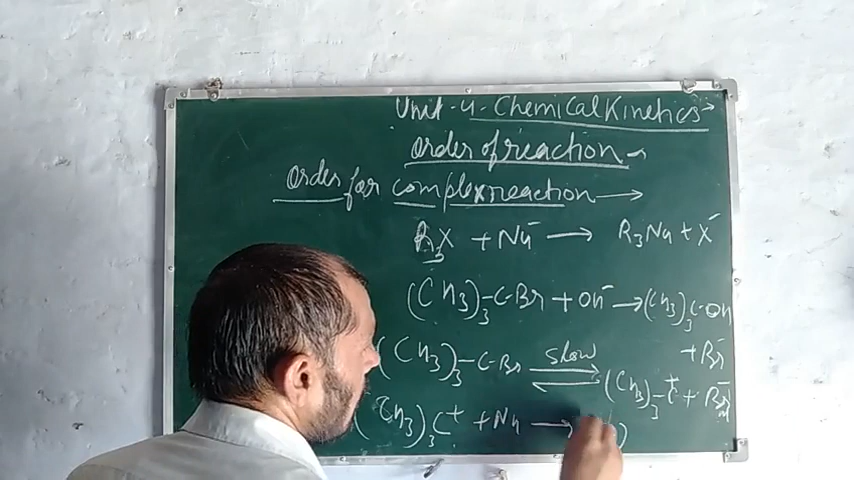 Unit-4-Chemical Kinetics→
Order of reaction→
Order for complex reaction→
R₃X + Nu⁻ → R₃Nu + X⁻
(CH₃)₃-C-Br + OH⁻ → (CH₃)₃C-OH
+ Br⁻
(CH₃)₃-C-Br slow ⇌ (CH₃)₃-C⁺ + Br⁻
(CH₃)₃C⁺ + Nu →